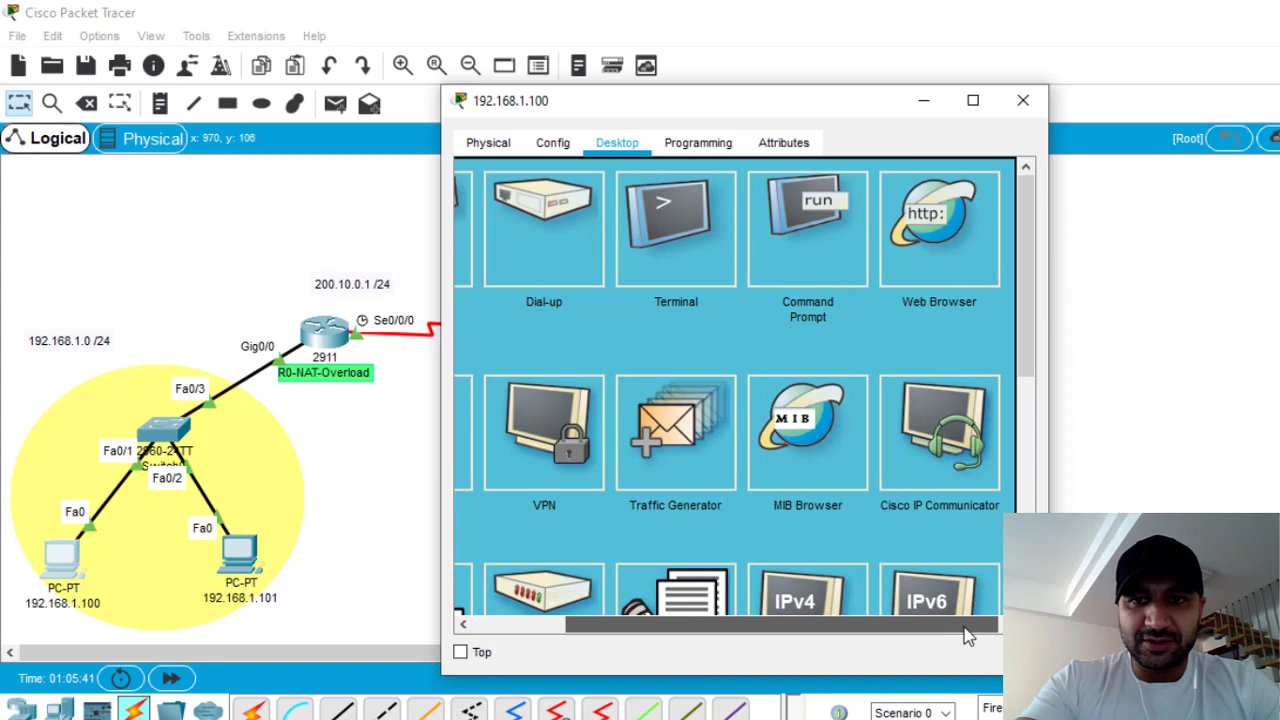 Cisco Packet Tracer
File Edit Options View Tools Extensions Help
192.168.1.100
Logical Physical x: 970, y: 106 [Root]
Physical Config Desktop Programming Attributes
> run http:
Dial-up Terminal Command Prompt Web Browser
200.10.0.1 /24
Se0/0/0
192.168.1.0 /24
Gig0/0
2911
R0-NAT-Overload
Fa0/3
MIB
Fa0/1 2960-24TT
Switch0
Fa0/2
VPN Traffic Generator MIB Browser Cisco IP Communicator
Fa0
Fa0
PC-PT
192.168.1.100
PC-PT
192.168.1.101
IPv4 IPv6
Top
Time: 01:05:41
Scenario 0
Fire